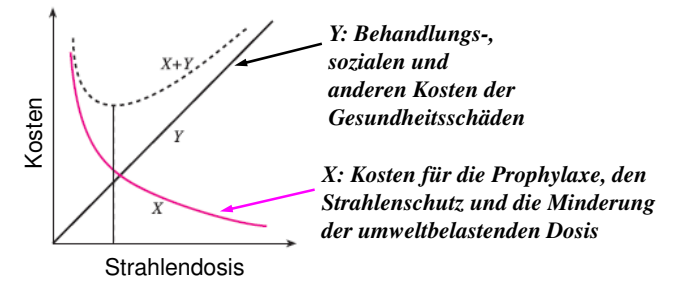 Kosten
X+Y
Y
X
Strahlendosis
Y: Behandlungs-,
sozialen und
anderen Kosten der
Gesundheitsschäden
X: Kosten für die Prophylaxe, den
Strahlenschutz und die Minderung
der umweltbelastenden Dosis